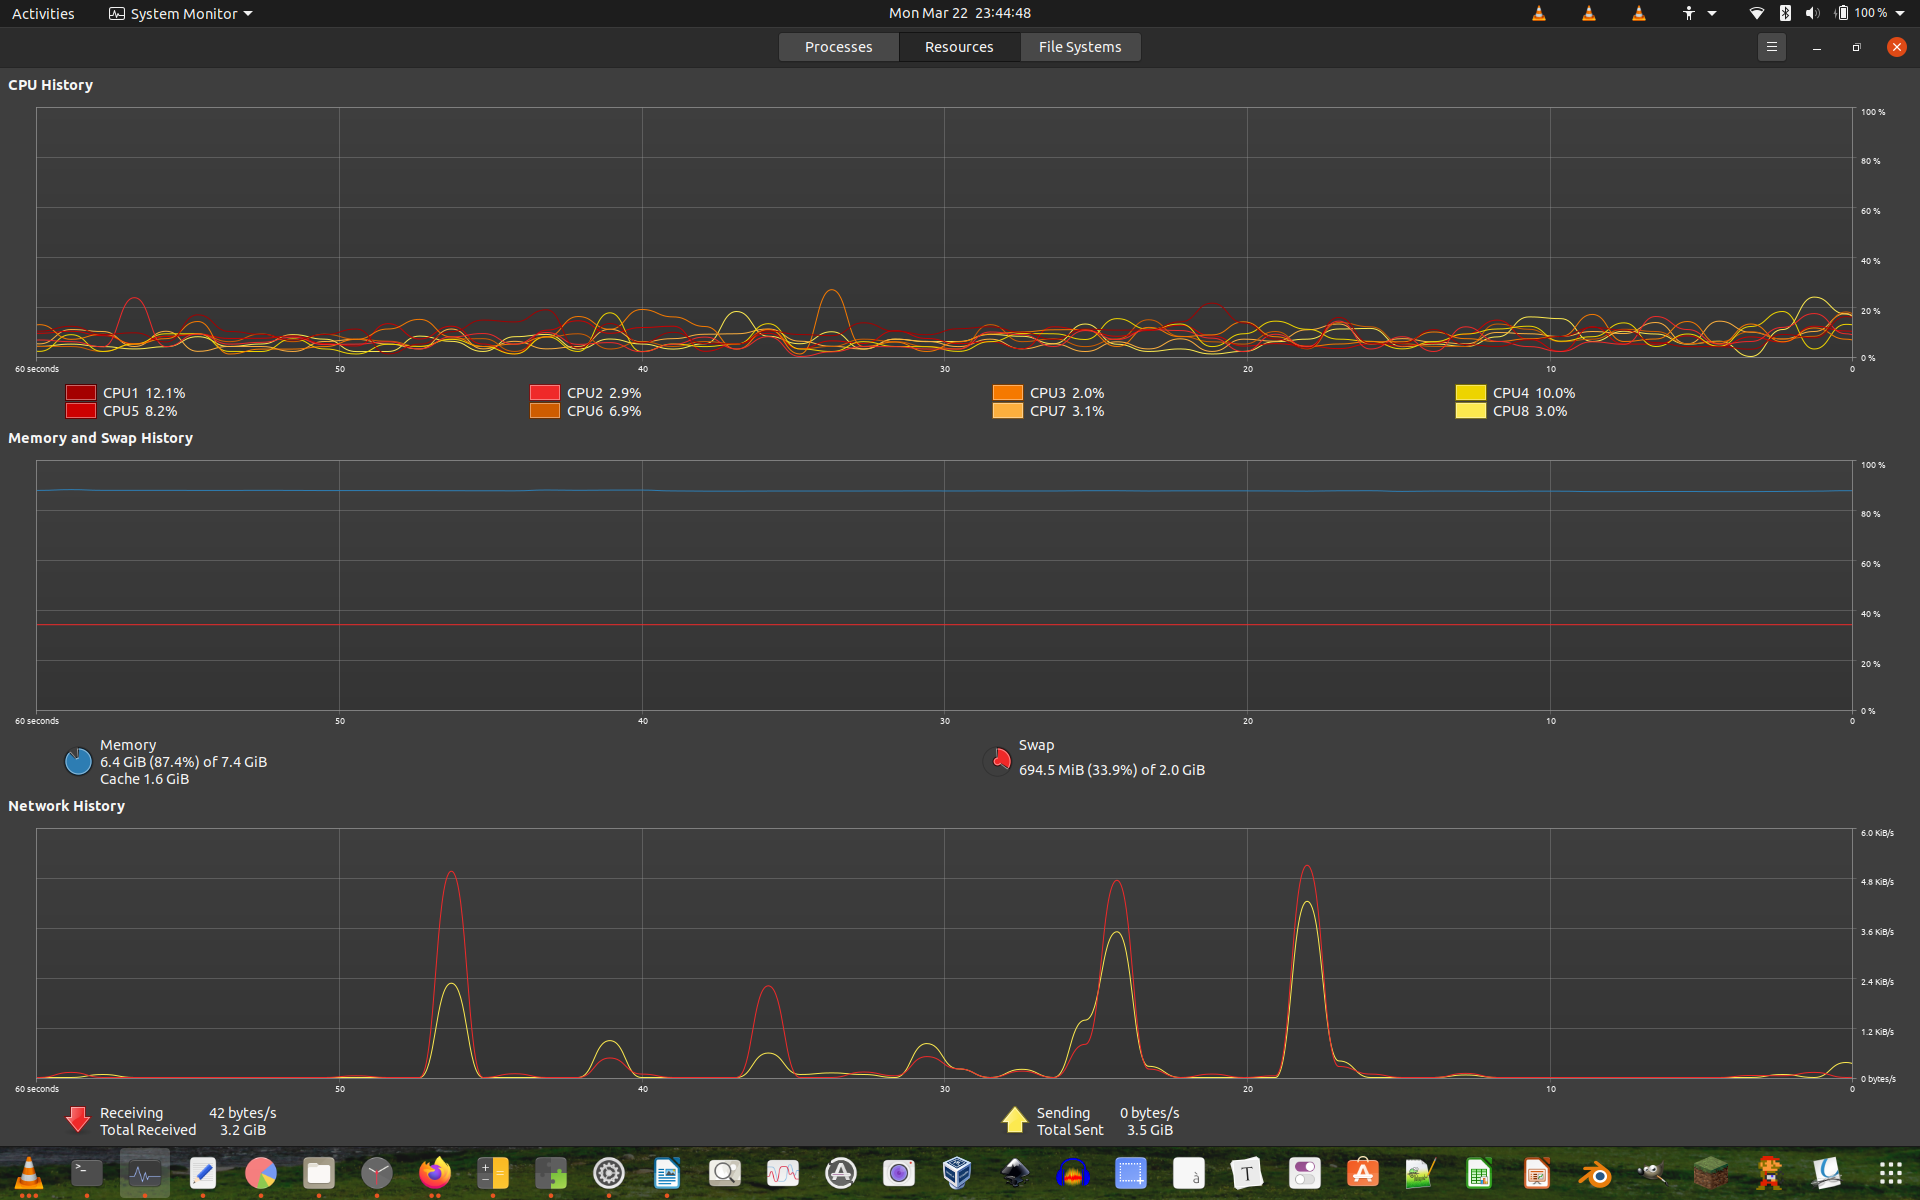 Activities System Monitor Mon Mar 22 23:44:48 100 %
Processes Resources File Systems
CPU History
100 %
80 %
60 %
40 %
20 %
0 %
60 seconds 50 40 30 20 10 0
CPU1 12.1% CPU2 2.9% CPU3 2.0% CPU4 10.0%
CPU5 8.2% CPU6 6.9% CPU7 3.1% CPU8 3.0%
Memory and Swap History
100 %
80 %
60 %
40 %
20 %
0 %
60 seconds 50 40 30 20 10 0
Memory
6.4 GiB (87.4%) of 7.4 GiB
Cache 1.6 GiB
Swap
694.5 MiB (33.9%) of 2.0 GiB
Network History
6.0 KiB/s
4.8 KiB/s
3.6 KiB/s
2.4 KiB/s
1.2 KiB/s
0 bytes/s
60 seconds 50 40 30 20 10 0
Receiving 42 bytes/s
Total Received 3.2 GiB
Sending 0 bytes/s
Total Sent 3.5 GiB